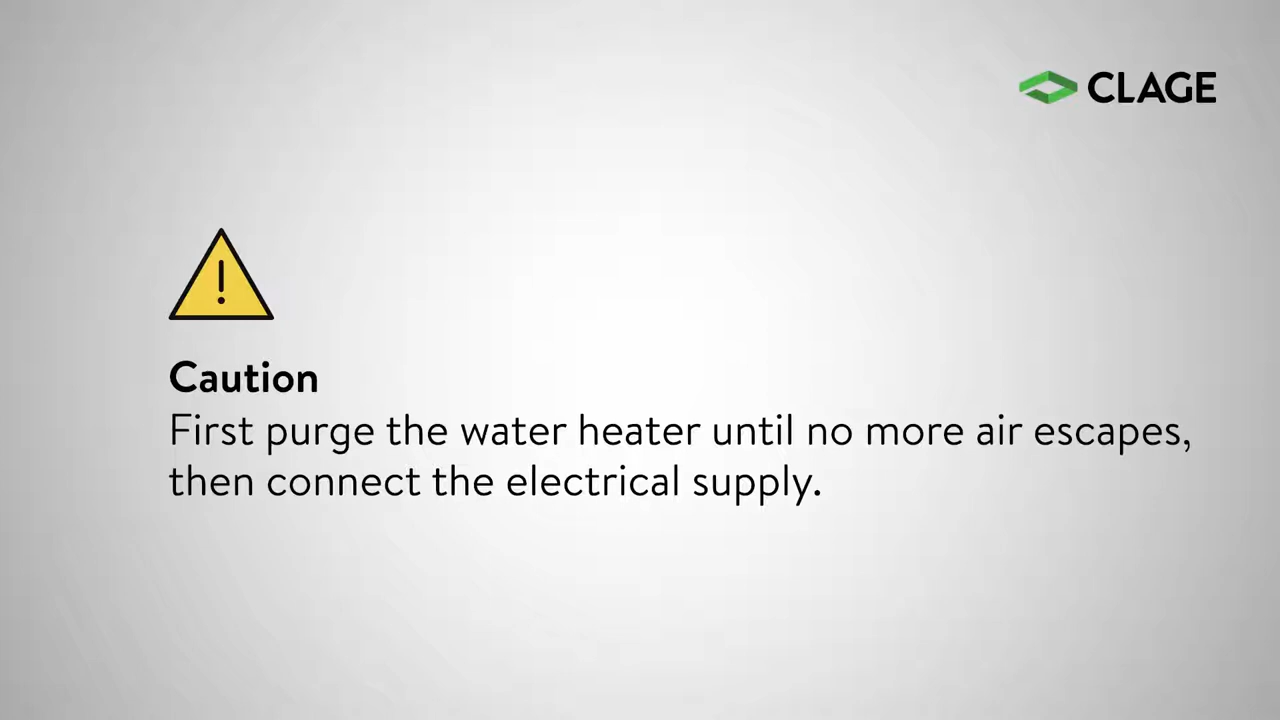 CLAGE
Caution
First purge the water heater until no more air escapes,
then connect the electrical supply.